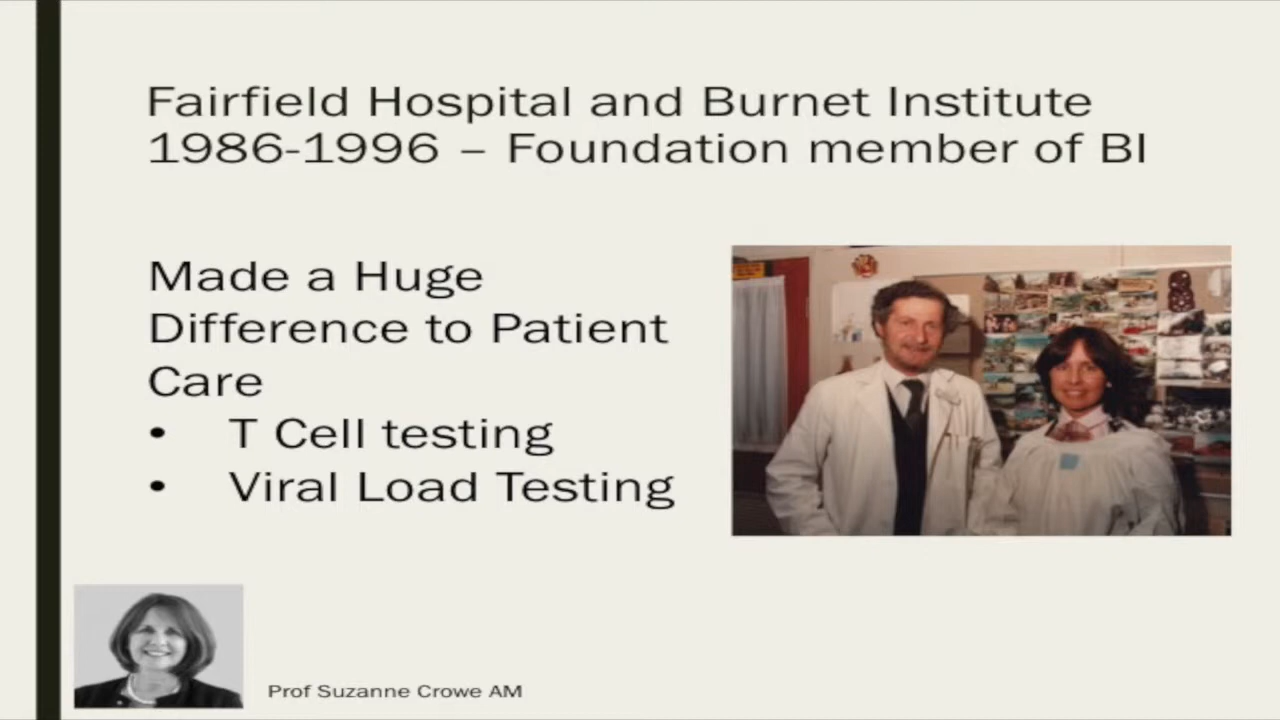 Fairfield Hospital and Burnet Institute
1986-1996 – Foundation member of BI
Made a Huge
Difference to Patient
Care
• T Cell testing
• Viral Load Testing
Prof Suzanne Crowe AM